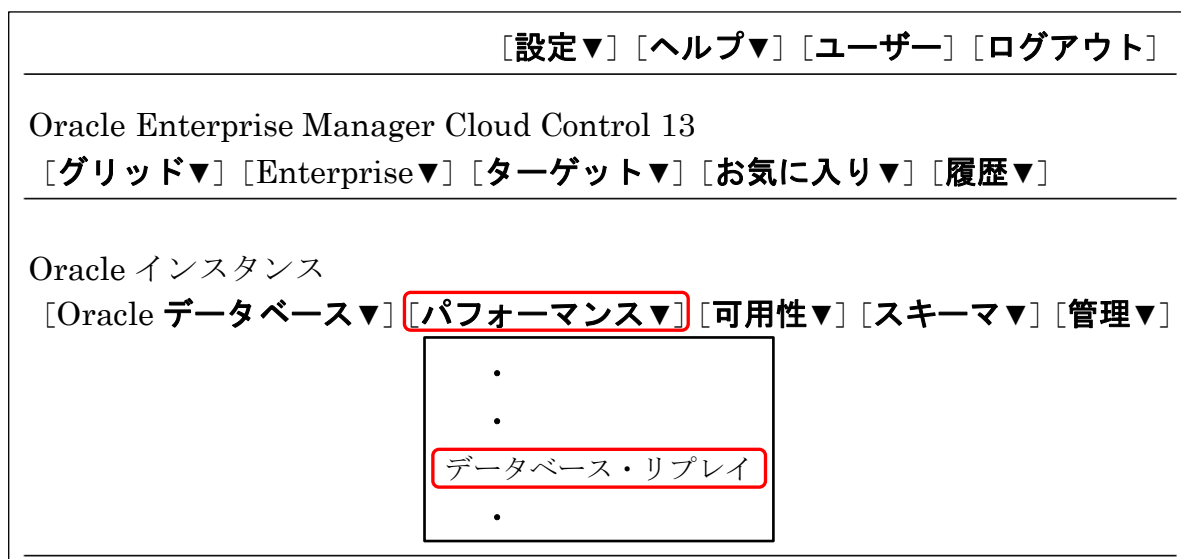 [設定▼] [ヘルプ▼] [ユーザー] [ログアウト]
Oracle Enterprise Manager Cloud Control 13
[グリッド▼] [Enterprise▼] [ターゲット▼] [お気に入り▼] [履歴▼]
Oracle インスタンス
[Oracle データベース▼] [パフォーマンス▼] [可用性▼] [スキーマ▼] [管理▼]
・
・
データベース・リプレイ
・